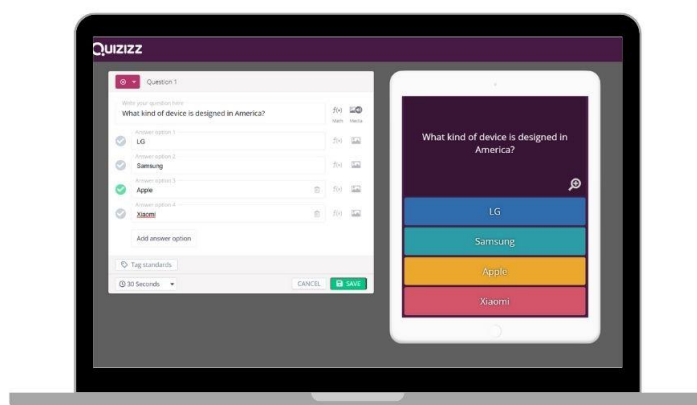 Quizizz
Question 1
Write your question here
What kind of device is designed in America?
f(x)
Math
Media
Answer option 1
LG
f(x)
Answer option 2
Samsung
f(x)
Answer option 3
Apple
f(x)
Answer option 4
Xiaomi
f(x)
Add answer option
Tag standards
30 Seconds
CANCEL
SAVE
What kind of device is designed in
America?
LG
Samsung
Apple
Xiaomi